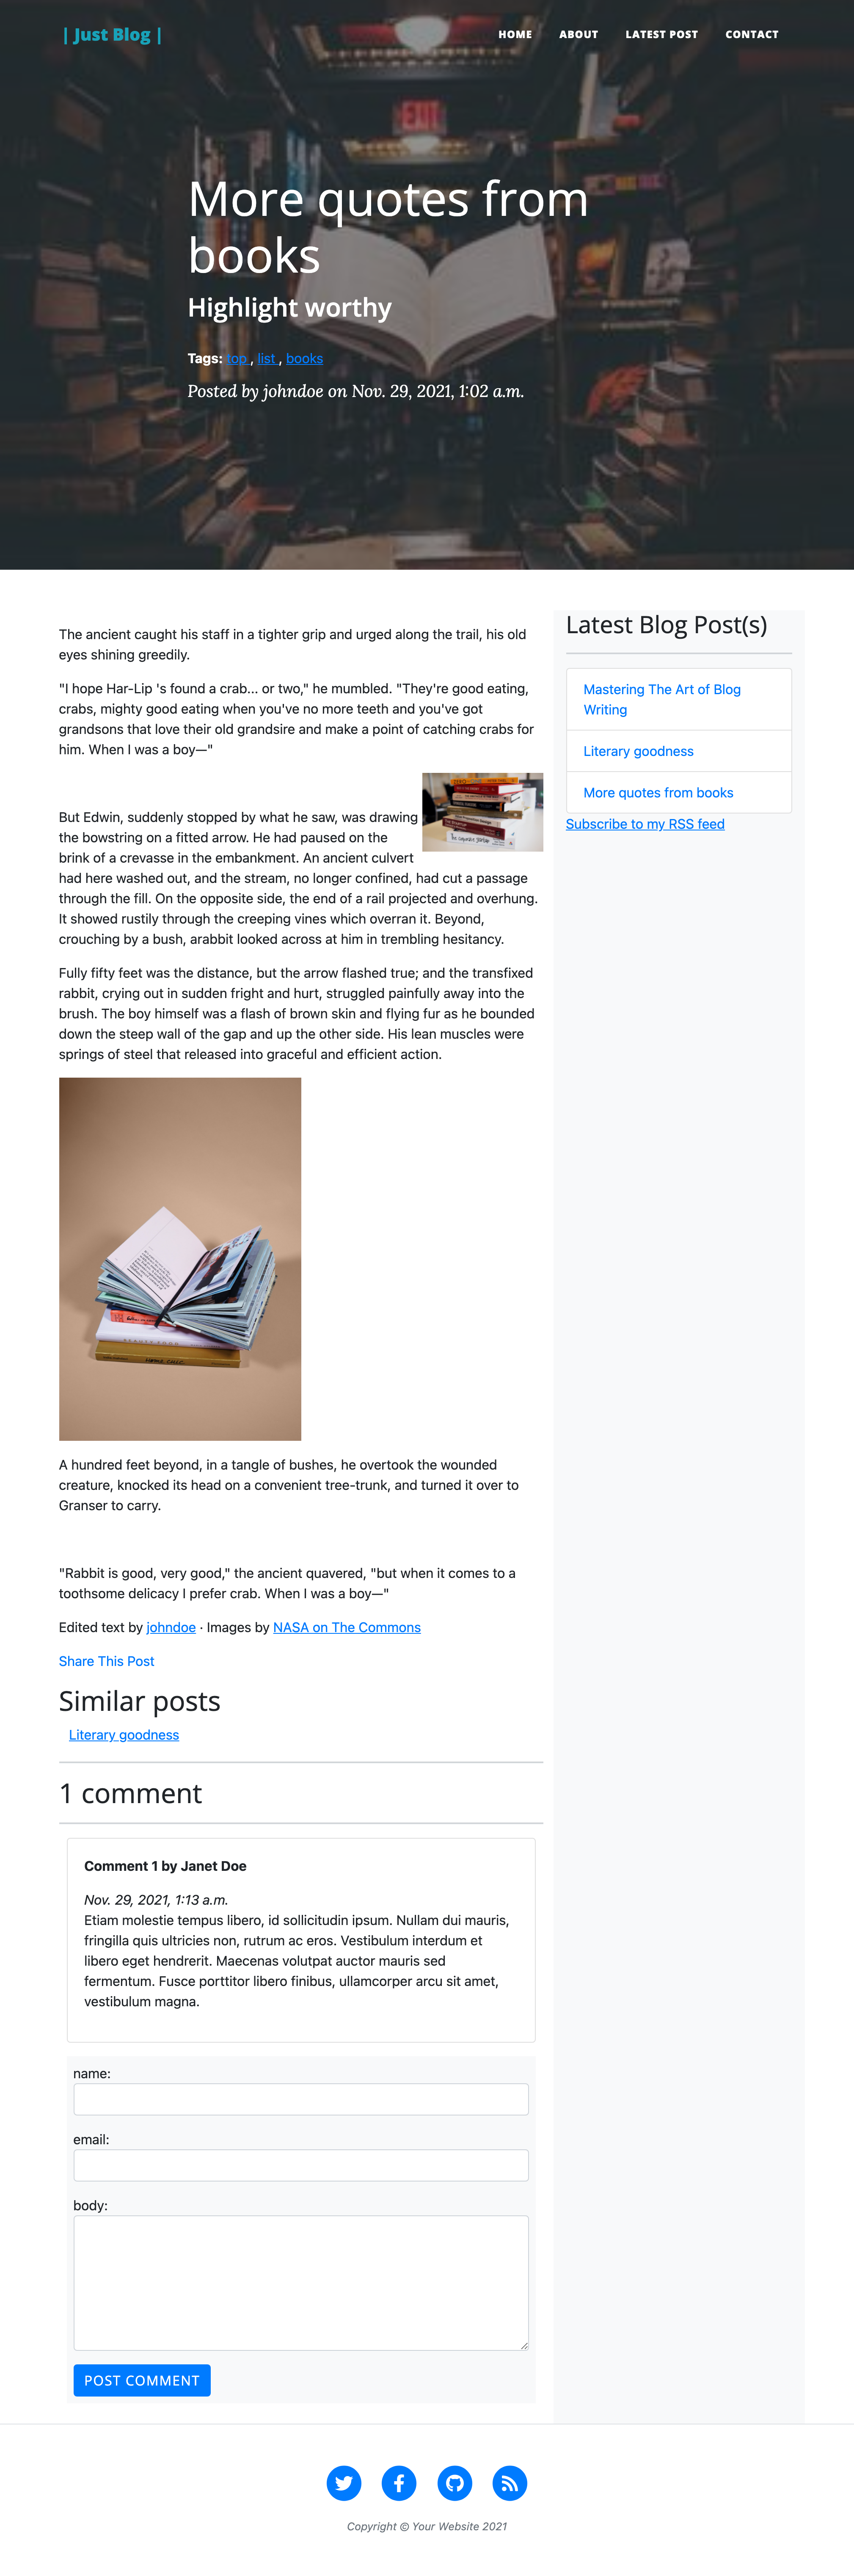 | Just Blog |
HOME ABOUT LATEST POST CONTACT
EXIT
More quotes from
books
Highlight worthy
Tags: top , list , books
Posted by johndoe on Nov. 29, 2021, 1:02 a.m.
The ancient caught his staff in a tighter grip and urged along the trail, his old
eyes shining greedily.
"I hope Har-Lip 's found a crab... or two," he mumbled. "They're good eating,
crabs, mighty good eating when you've no more teeth and you've got
grandsons that love their old grandsire and make a point of catching crabs for
him. When I was a boy—"
But Edwin, suddenly stopped by what he saw, was drawing
the bowstring on a fitted arrow. He had paused on the
brink of a crevasse in the embankment. An ancient culvert
had here washed out, and the stream, no longer confined, had cut a passage
through the fill. On the opposite side, the end of a rail projected and overhung.
It showed rustily through the creeping vines which overran it. Beyond,
crouching by a bush, arabbit looked across at him in trembling hesitancy.
Fully fifty feet was the distance, but the arrow flashed true; and the transfixed
rabbit, crying out in sudden fright and hurt, struggled painfully away into the
brush. The boy himself was a flash of brown skin and flying fur as he bounded
down the steep wall of the gap and up the other side. His lean muscles were
springs of steel that released into graceful and efficient action.
A hundred feet beyond, in a tangle of bushes, he overtook the wounded
creature, knocked its head on a convenient tree-trunk, and turned it over to
Granser to carry.
"Rabbit is good, very good," the ancient quavered, "but when it comes to a
toothsome delicacy I prefer crab. When I was a boy—"
Edited text by johndoe · Images by NASA on The Commons
Share This Post
Similar posts
Literary goodness
1 comment
Comment 1 by Janet Doe
Nov. 29, 2021, 1:13 a.m.
Etiam molestie tempus libero, id sollicitudin ipsum. Nullam dui mauris,
fringilla quis ultricies non, rutrum ac eros. Vestibulum interdum et
libero eget hendrerit. Maecenas volutpat auctor mauris sed
fermentum. Fusce porttitor libero finibus, ullamcorper arcu sit amet,
vestibulum magna.
name:
email:
body:
POST COMMENT
Latest Blog Post(s)
Mastering The Art of Blog
Writing
Literary goodness
More quotes from books
Subscribe to my RSS feed
Copyright © Your Website 2021